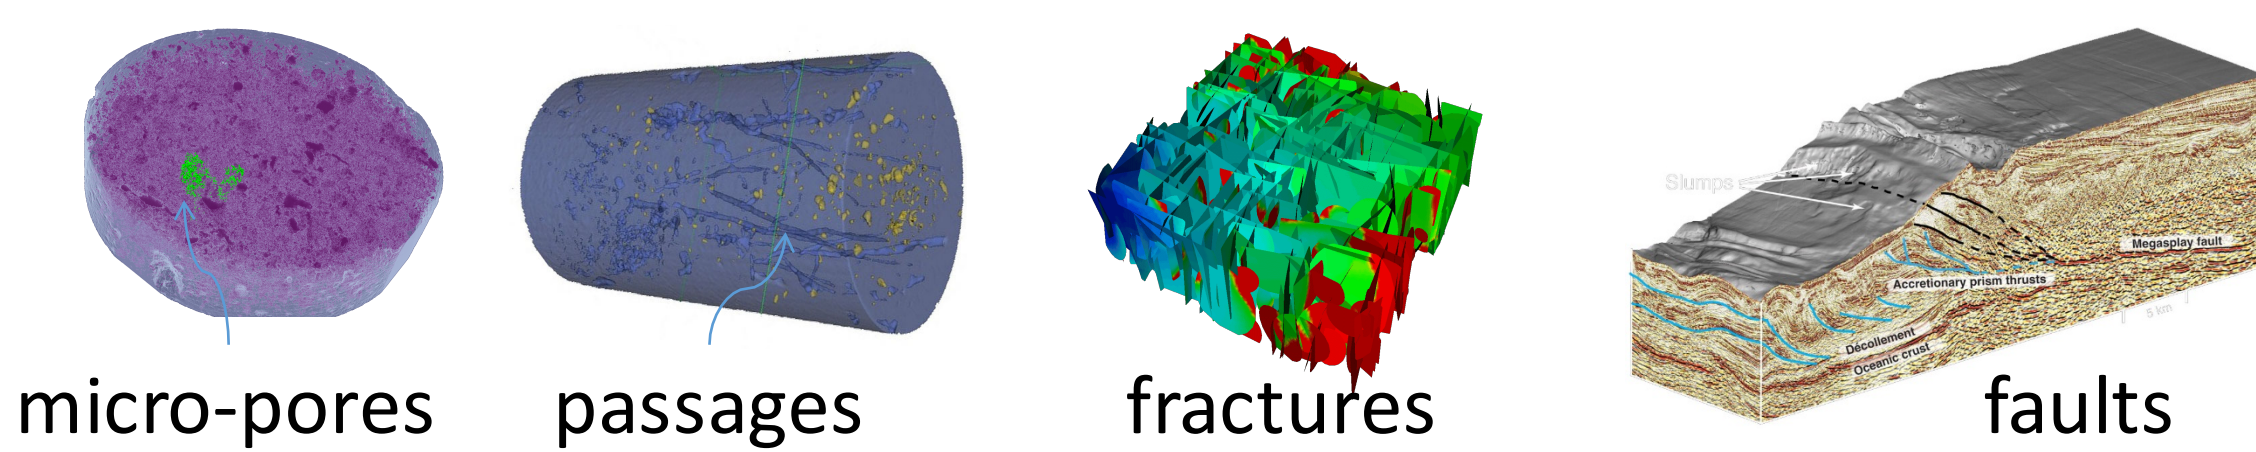 Slumps
Megasplay fault
Accretionary prism thrusts
5 km
Décollement
Oceanic crust
micro-pores
passages
fractures
faults